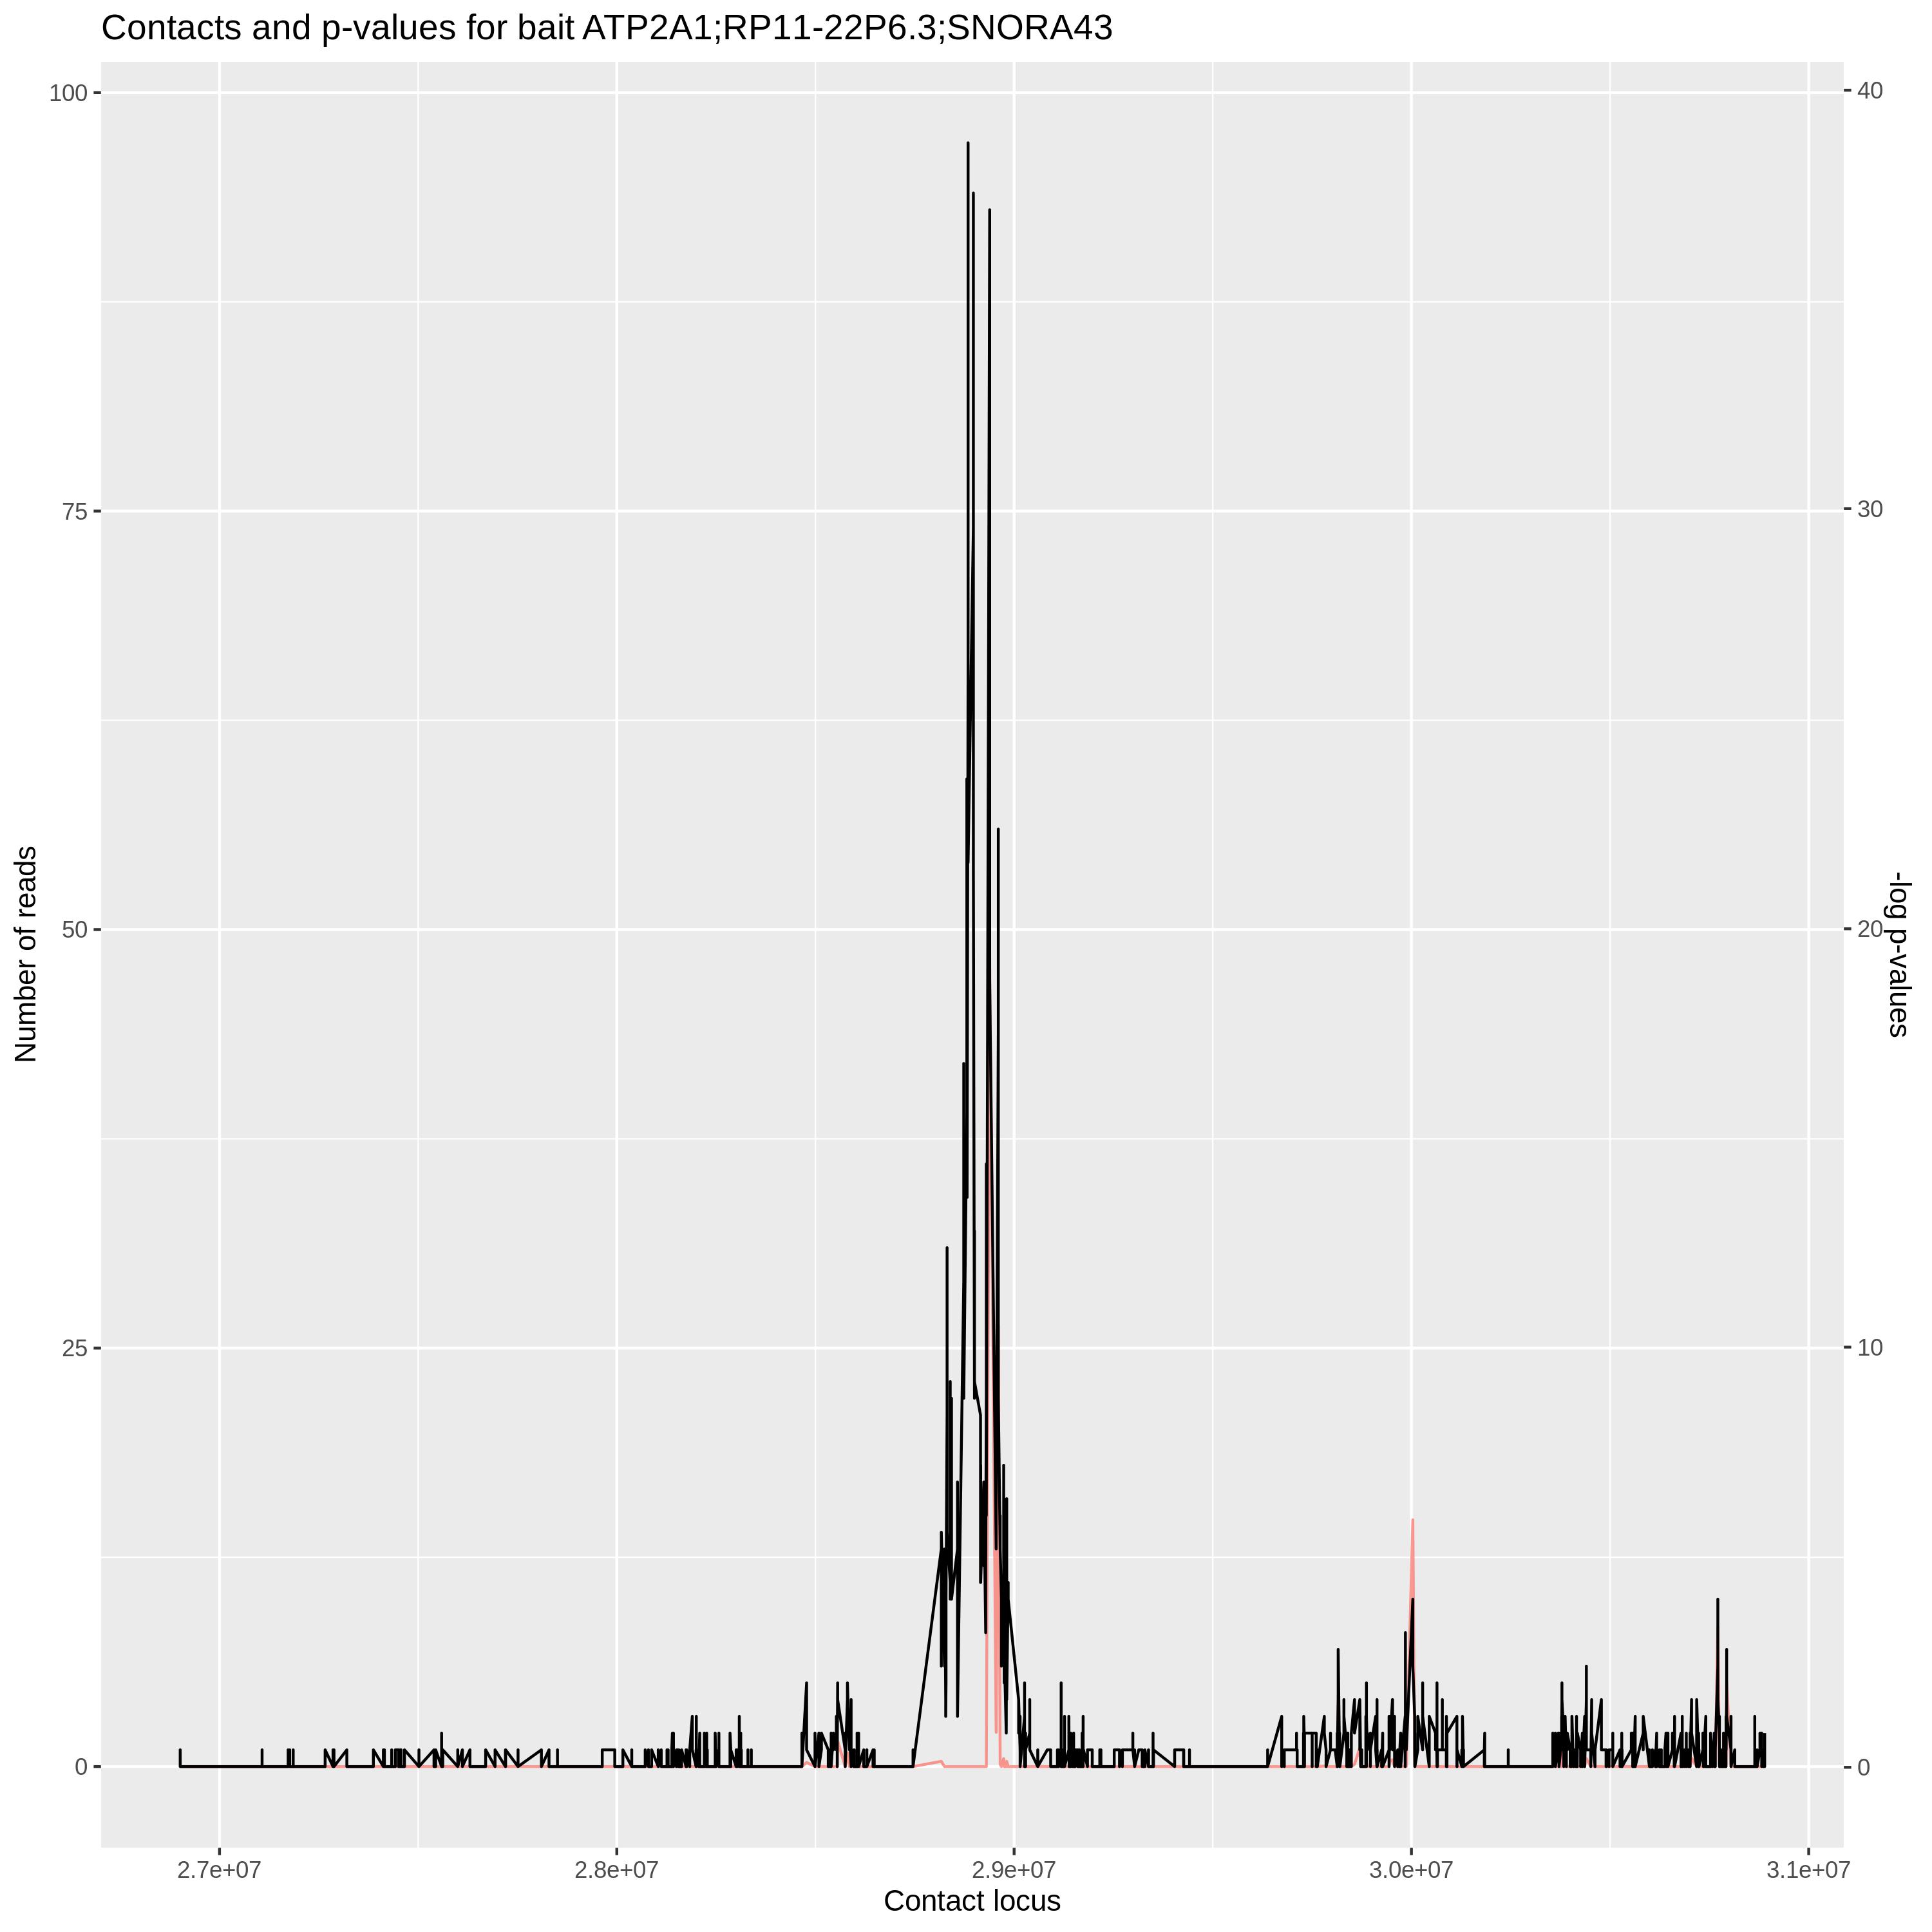 Contacts and p-values for bait ATP2A1;RP11-22P6.3;SNORA43
100
75
50
25
0
Number of reads
40
30
20
10
0
-log p-values
2.7e+07
2.8e+07
2.9e+07
3.0e+07
3.1e+07
Contact locus